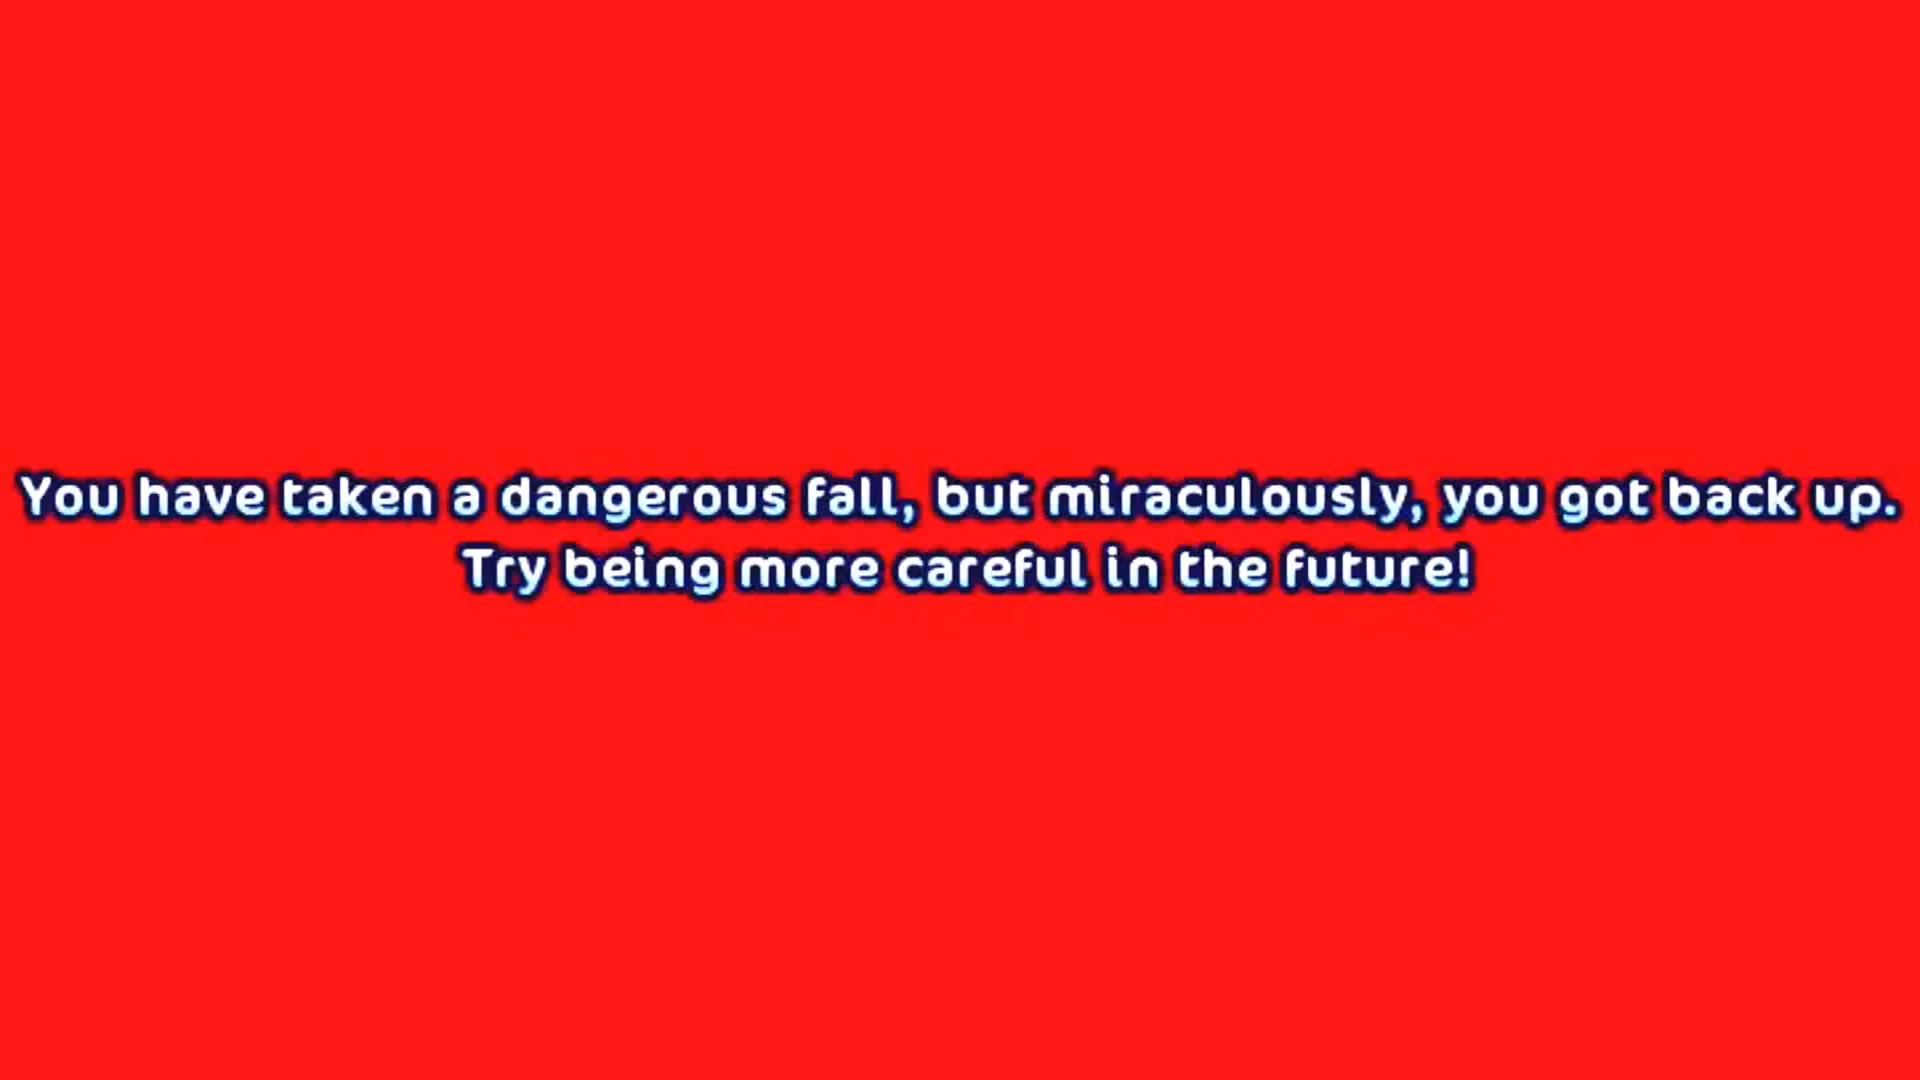 You have taken a dangerous fall, but miraculously, you got back up.
Try being more careful in the future!